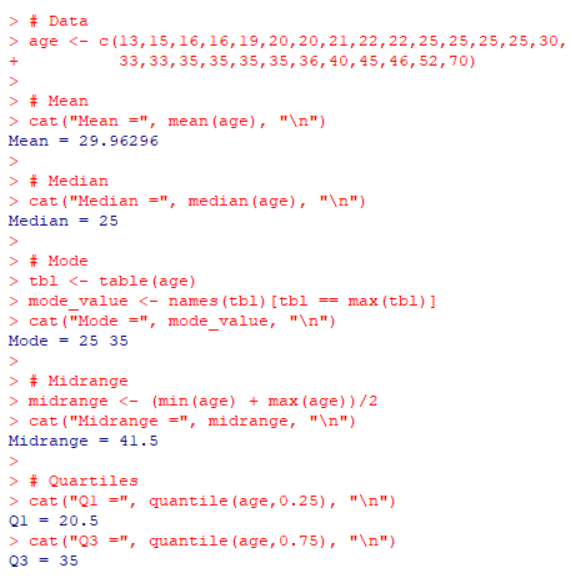 > # Data
> age <- c(13,15,16,16,19,20,20,21,22,22,25,25,25,25,30,
+          33,33,35,35,35,35,36,40,45,46,52,70)
>
> # Mean
> cat("Mean =", mean(age), "\n")
Mean = 29.96296
>
> # Median
> cat("Median =", median(age), "\n")
Median = 25
>
> # Mode
> tbl <- table(age)
> mode_value <- names(tbl)[tbl == max(tbl)]
> cat("Mode =", mode_value, "\n")
Mode = 25 35
>
> # Midrange
> midrange <- (min(age) + max(age))/2
> cat("Midrange =", midrange, "\n")
Midrange = 41.5
>
> # Quartiles
> cat("Q1 =", quantile(age,0.25), "\n")
Q1 = 20.5
> cat("Q3 =", quantile(age,0.75), "\n")
Q3 = 35